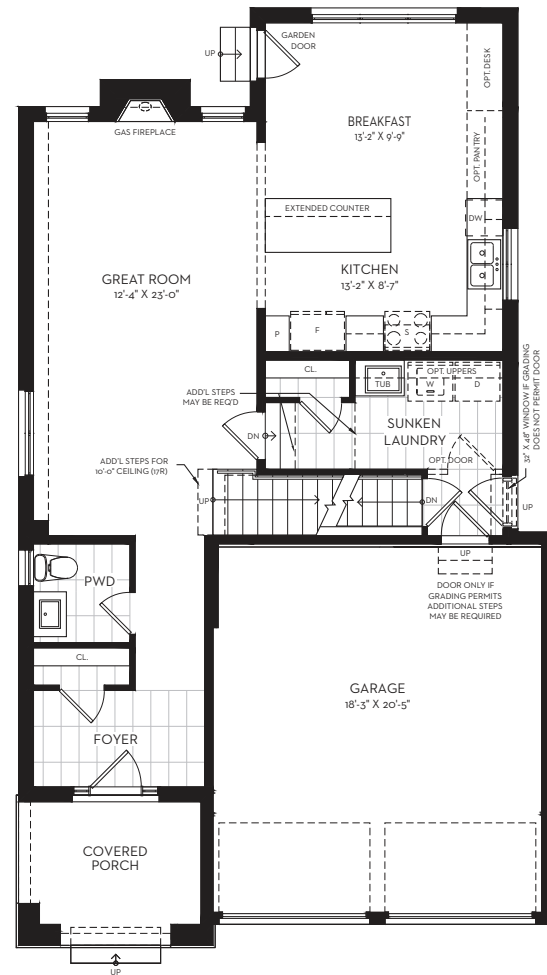 GARDEN
DOOR
UP
GAS FIREPLACE
OPT. DESK
BREAKFAST
13'-2" X 9'-9"
OPT. PANTRY
EXTENDED COUNTER
DW
GREAT ROOM
12'-4" X 23'-0"
KITCHEN
13'-2" X 8'-7"
P
F
S
CL.
TUB
OPT. UPPERS
W
D
ADD'L STEPS
MAY BE REQ'D
SUNKEN
LAUNDRY
DN
OPT. DOOR
32" X 48" WINDOW IF GRADING
DOES NOT PERMIT DOOR
ADD'L STEPS FOR
10'-0" CEILING (17R)
UP
DN
UP
UP
DOOR ONLY IF
GRADING PERMITS
ADDITIONAL STEPS
MAY BE REQUIRED
PWD
CL.
GARAGE
18'-3" X 20'-5"
FOYER
COVERED
PORCH
UP